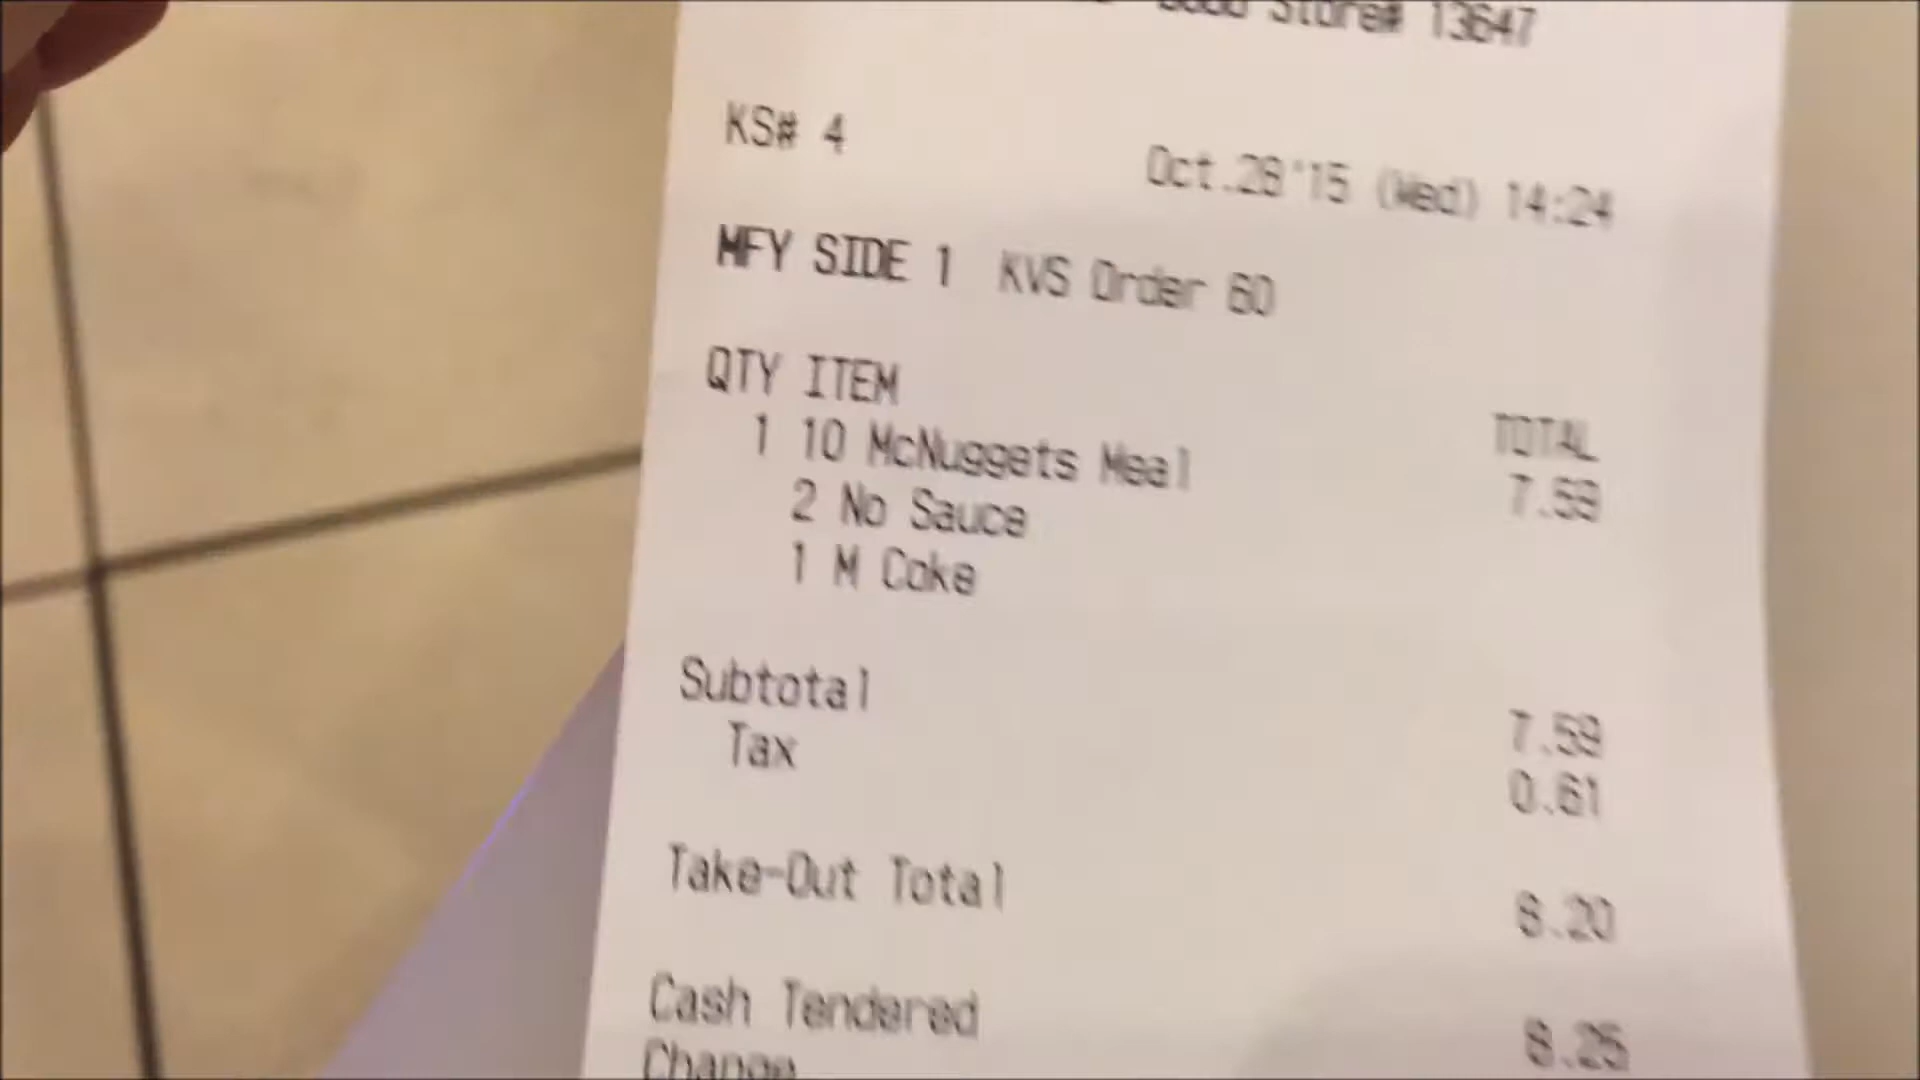 Store# 13647
KS# 4
Oct.28'15 (Wed) 14:24
MFY SIDE 1 KVS Order 60
QTY ITEM TOTAL
1 10 McNuggets Meal 7.59
2 No Sauce
1 M Coke
Subtotal 7.59
Tax 0.61
Take-Out Total 8.20
Cash Tendered 8.25
Change